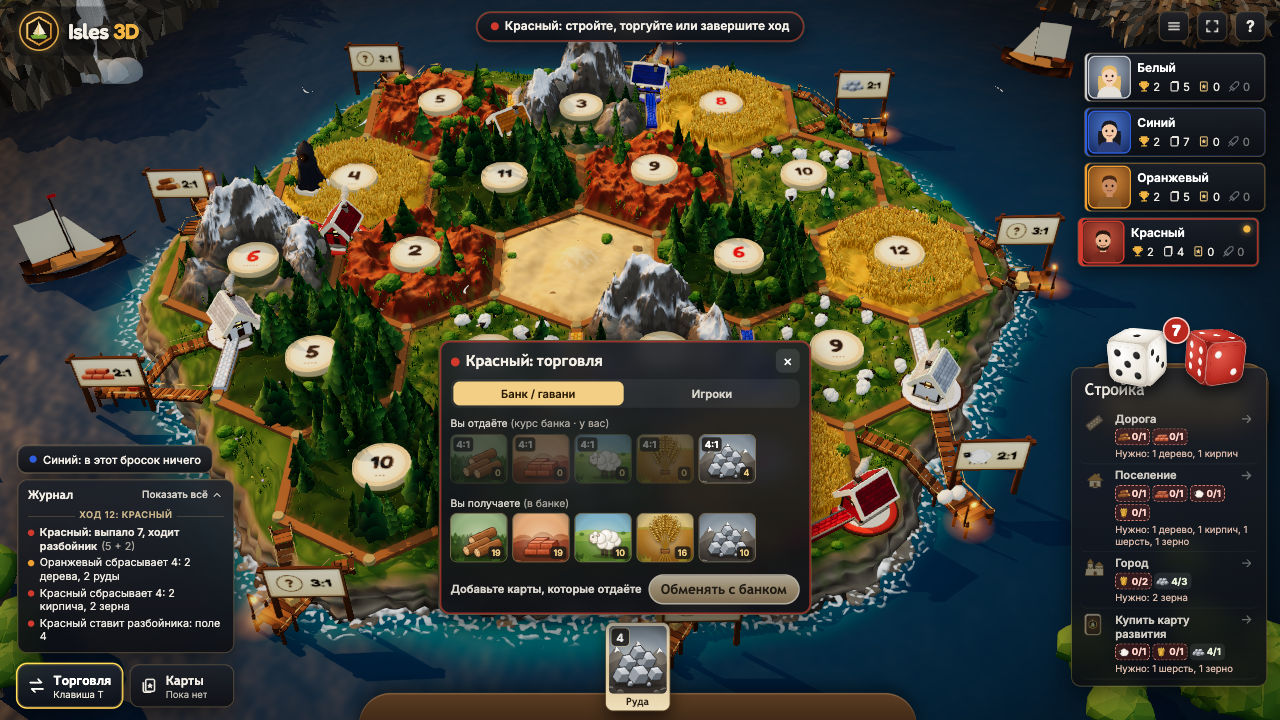 Isles 3D
Красный: стройте, торгуйте или завершите ход
?
Белый
2 5 0 0
Синий
2 7 0 0
Оранжевый
2 5 0 0
Красный
2 4 0 0
? 3:1
2:1
5
3
8
2:1
4
11
9
10
6
2
6
12
? 3:1
2:1
5
9
10
2:1
? 3:1
7
Красный: торговля
×
Банк / гавани
Игроки
Вы отдаёте (курс банка · у вас)
4:1 0
4:1 0
4:1 0
4:1 0
4:1 4
Вы получаете (в банке)
19
19
10
16
10
Добавьте карты, которые отдаёте
Обменять с банком
Синий: в этот бросок ничего
Журнал
Показать всё
ХОД 12: КРАСНЫЙ
Красный: выпало 7, ходит
разбойник (5 + 2)
Оранжевый сбрасывает 4: 2
дерева, 2 руды
Красный сбрасывает 4: 2
кирпича, 2 зерна
Красный ставит разбойника: поле
4
Торговля
Клавиша T
Карты
Пока нет
4
Руда
Стройка
Дорога
0/1 0/1
Нужно: 1 дерево, 1 кирпич
Поселение
0/1 0/1 0/1
0/1
Нужно: 1 дерево, 1 кирпич, 1
шерсть, 1 зерно
Город
0/2 4/3
Нужно: 2 зерна
Купить карту
развития
0/1 0/1 4/1
Нужно: 1 шерсть, 1 зерно